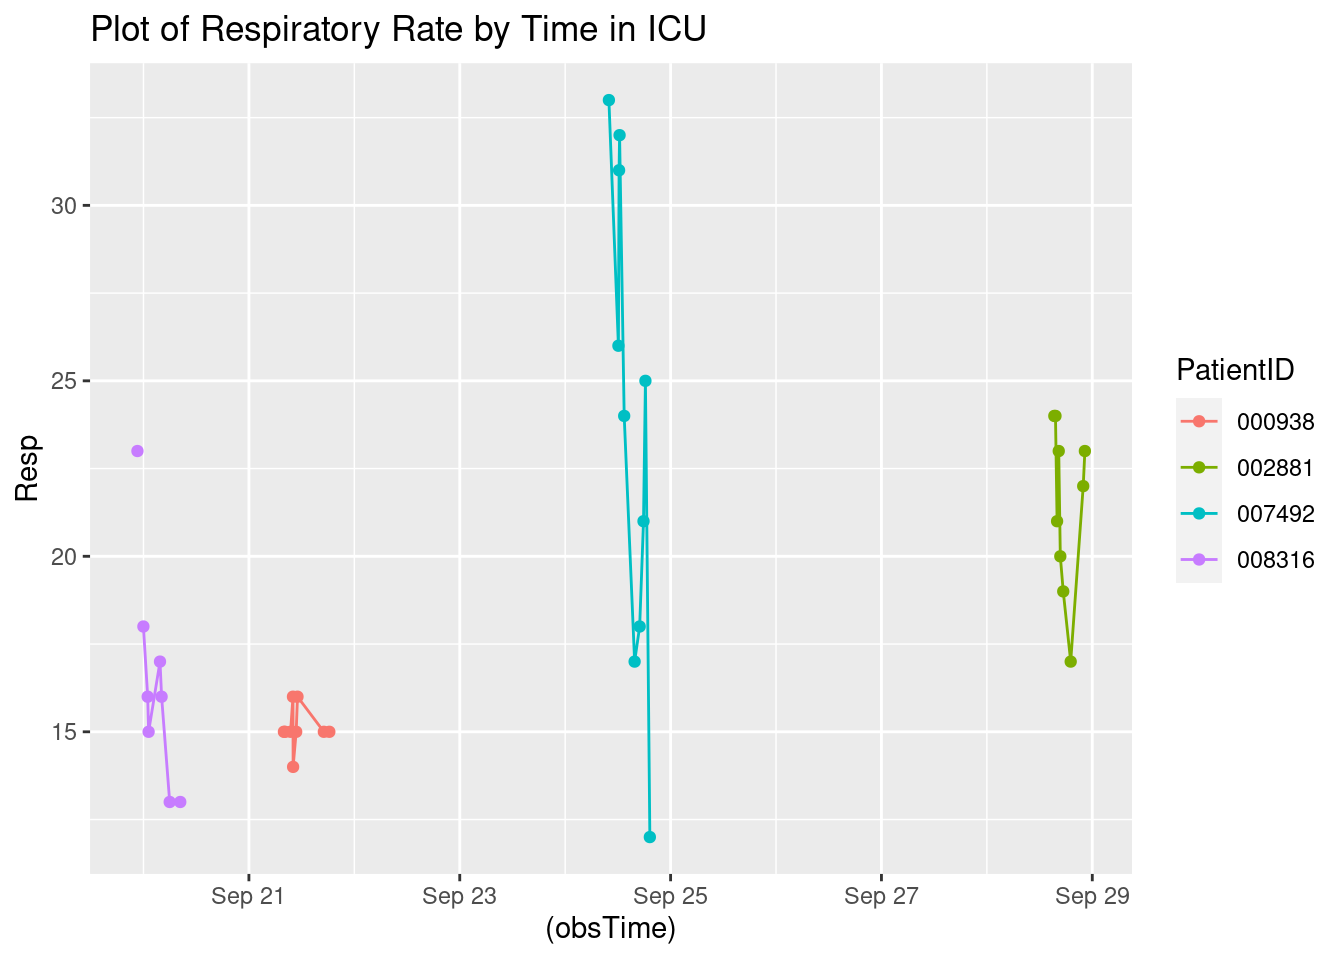 Plot of Respiratory Rate by Time in ICU
Resp
30
25
20
15
Sep 21 Sep 23 Sep 25 Sep 27 Sep 29
(obsTime)
PatientID
000938
002881
007492
008316